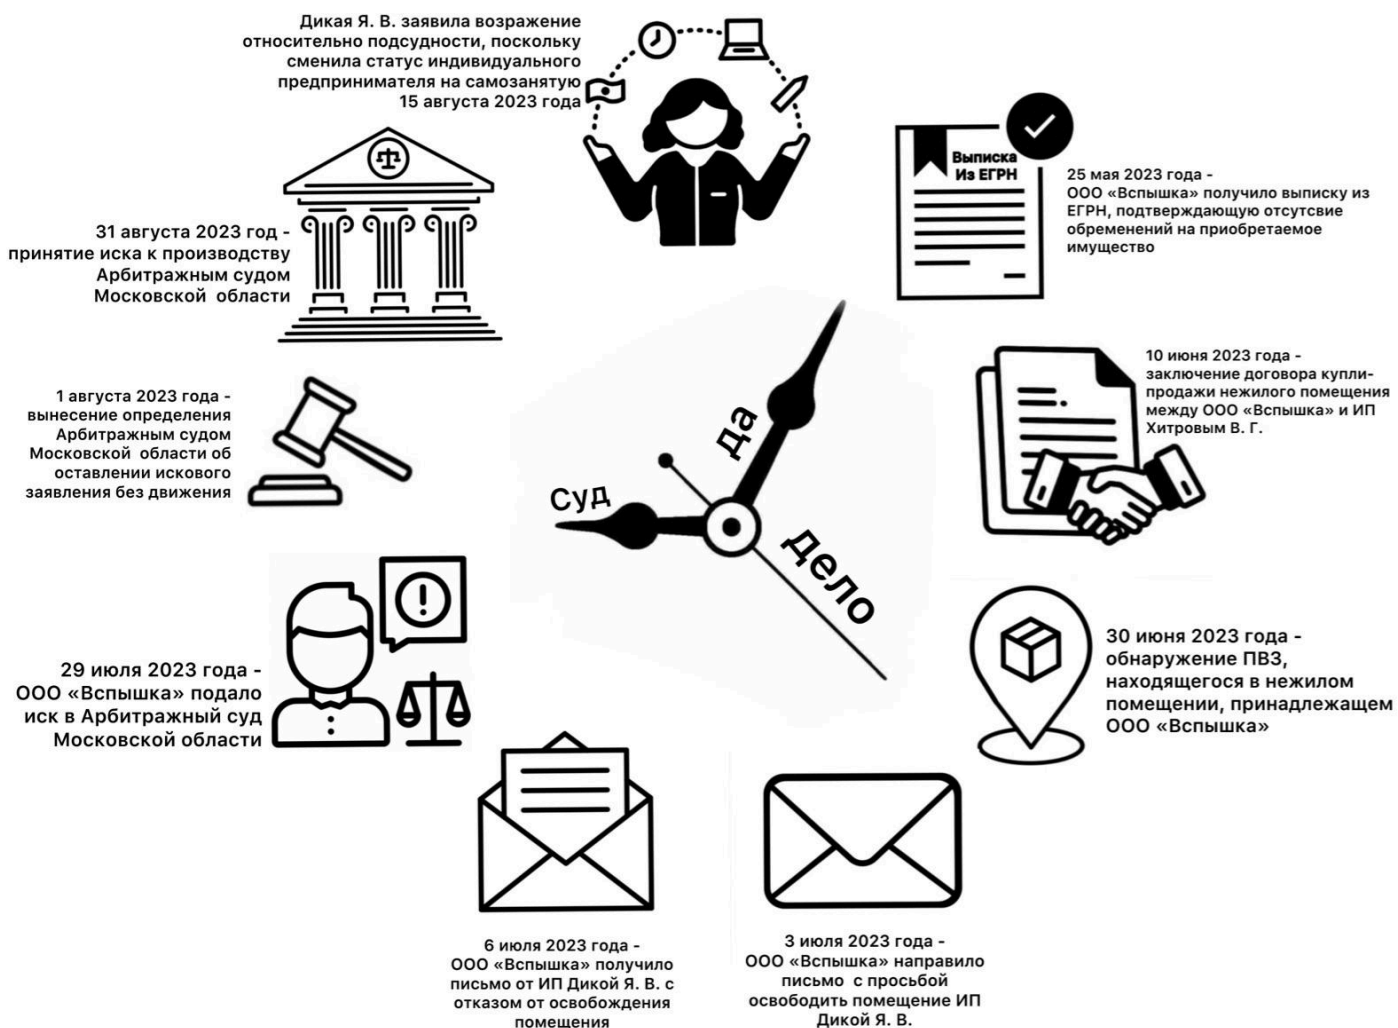 Дикая Я. В. заявила возражение
относительно подсудности, поскольку
сменила статус индивидуального
предпринимателя на самозанятую
15 августа 2023 года
Выписка
Из ЕГРН
25 мая 2023 года -
ООО «Вспышка» получило выписку из
ЕГРН, подтверждающую отсутсвие
обременений на приобретаемое
имущество
31 августа 2023 год -
принятие иска к производству
Арбитражным судом
Московской области
10 июня 2023 года -
заключение договора купли-
продажи нежилого помещения
между ООО «Вспышка» и ИП
Хитровым В. Г.
1 августа 2023 года -
вынесение определения
Арбитражным судом
Московской области об
оставлении искового
заявления без движения
Суд
Да
Дело
30 июня 2023 года -
обнаружение ПВЗ,
находящегося в нежилом
помещении, принадлежащем
ООО «Вспышка»
29 июля 2023 года -
ООО «Вспышка» подало
иск в Арбитражный суд
Московской области
6 июля 2023 года -
ООО «Вспышка» получило
письмо от ИП Дикой Я. В. с
отказом от освобождения
помещения
3 июля 2023 года -
ООО «Вспышка» направило
письмо с просьбой
освободить помещение ИП
Дикой Я. В.